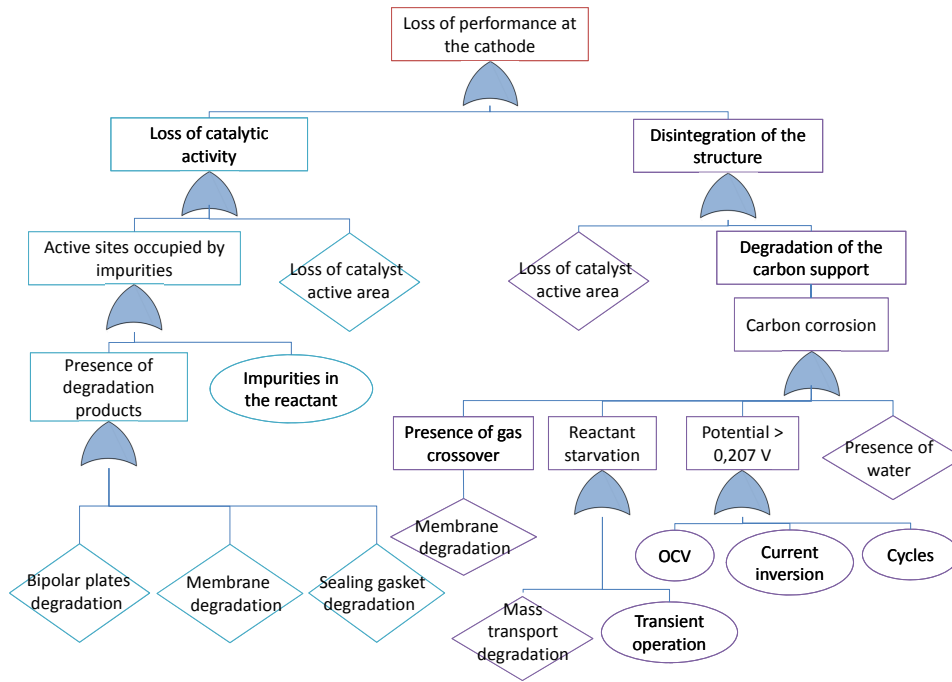 Loss of performance at
the cathode
Loss of catalytic
activity
Disintegration of the
structure
Active sites occupied by
impurities
Loss of catalyst
active area
Loss of catalyst
active area
Degradation of the
carbon support
Carbon corrosion
Presence of
degradation
products
Impurities in
the reactant
Presence of gas
crossover
Reactant
starvation
Potential >
0,207 V
Presence of
water
Membrane
degradation
OCV
Current
inversion
Cycles
Bipolar plates
degradation
Membrane
degradation
Sealing gasket
degradation
Mass
transport
degradation
Transient
operation